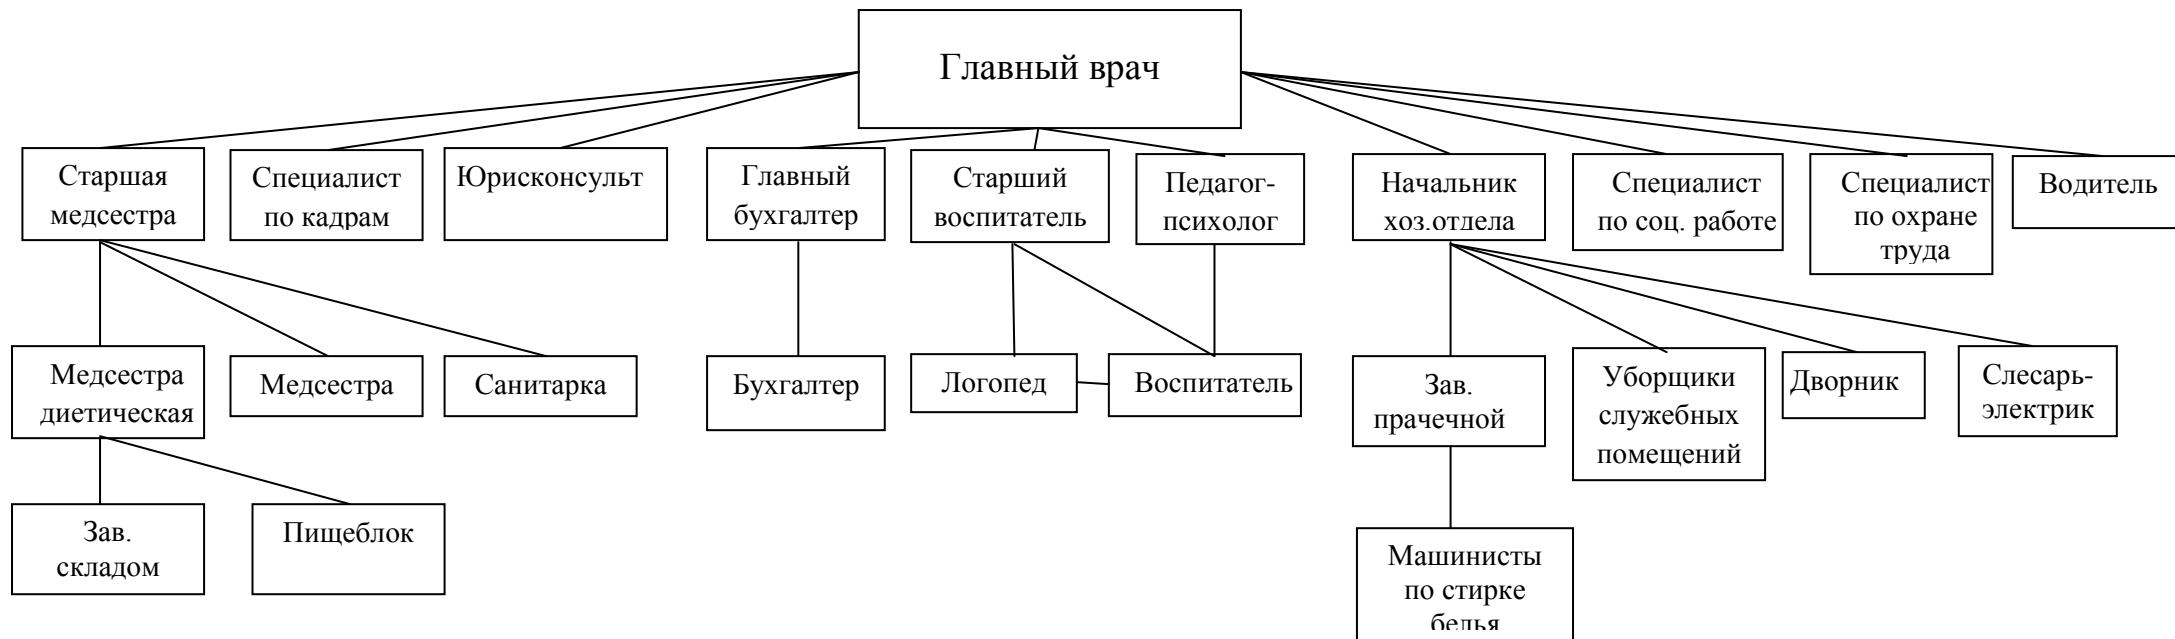 Главный врач
Старшая
медсестра
Специалист
по кадрам
Юрисконсульт
Главный
бухгалтер
Старший
воспитатель
Педагог-
психолог
Начальник
хоз.отдела
Специалист
по соц. работе
Специалист
по охране
труда
Водитель
Медсестра
диетическая
Медсестра
Санитарка
Бухгалтер
Логопед
Воспитатель
Зав.
прачечной
Уборщики
служебных
помещений
Дворник
Слесарь-
электрик
Зав.
складом
Пищеблок
Машинисты
по стирке
белья